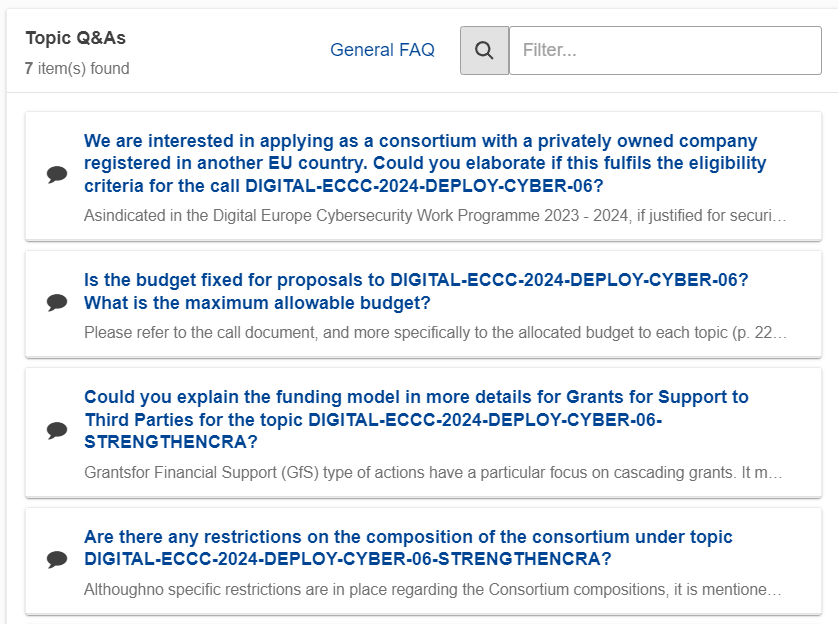 Topic Q&As
7 item(s) found
General FAQ
Filter...
We are interested in applying as a consortium with a privately owned company
registered in another EU country. Could you elaborate if this fulfils the eligibility
criteria for the call DIGITAL-ECCC-2024-DEPLOY-CYBER-06?
Asindicated in the Digital Europe Cybersecurity Work Programme 2023 - 2024, if justified for securi…
Is the budget fixed for proposals to DIGITAL-ECCC-2024-DEPLOY-CYBER-06?
What is the maximum allowable budget?
Please refer to the call document, and more specifically to the allocated budget to each topic (p. 22…
Could you explain the funding model in more details for Grants for Support to
Third Parties for the topic DIGITAL-ECCC-2024-DEPLOY-CYBER-06-
STRENGTHENCRA?
Grantsfor Financial Support (GfS) type of actions have a particular focus on cascading grants. It m…
Are there any restrictions on the composition of the consortium under topic
DIGITAL-ECCC-2024-DEPLOY-CYBER-06-STRENGTHENCRA?
Althoughno specific restrictions are in place regarding the Consortium compositions, it is mentione…